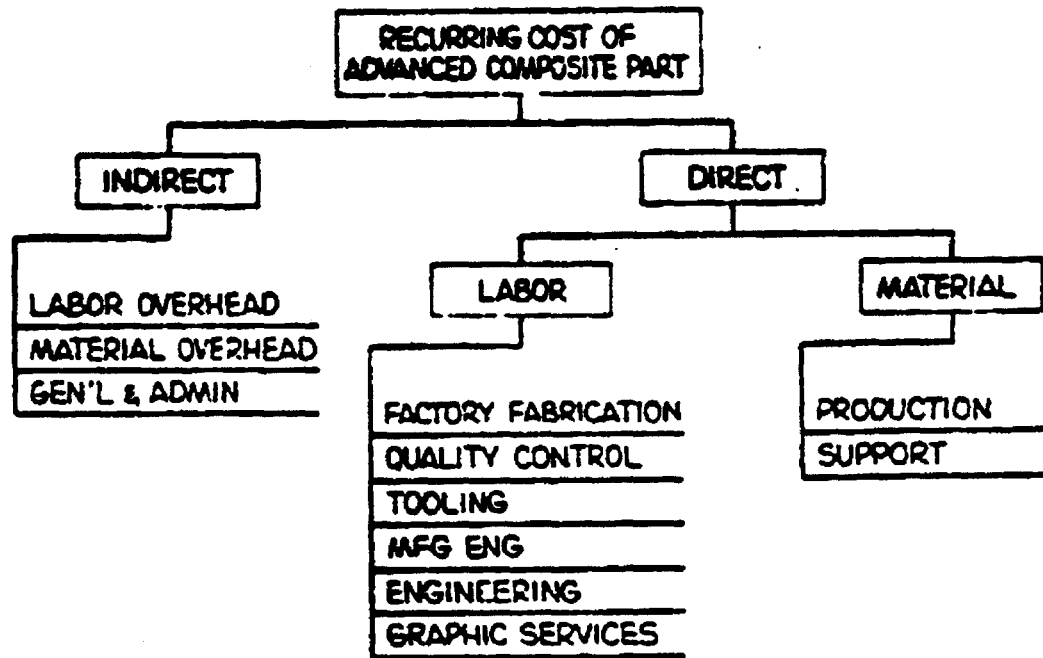 RECURRING COST OF
ADVANCED COMPOSITE PART
INDIRECT
DIRECT
LABOR OVERHEAD
MATERIAL OVERHEAD
GEN'L & ADMIN
LABOR
MATERIAL
FACTORY FABRICATION
QUALITY CONTROL
TOOLING
MFG ENG
ENGINEERING
GRAPHIC SERVICES
PRODUCTION
SUPPORT